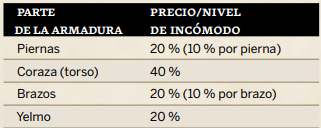 PARTE PRECIO/NIVEL
DE LA ARMADURA DE INCÓMODO
Piernas 20 % (10 % por pierna)
Coraza (torso) 40 %
Brazos 20 % (10 % por brazo)
Yelmo 20 %